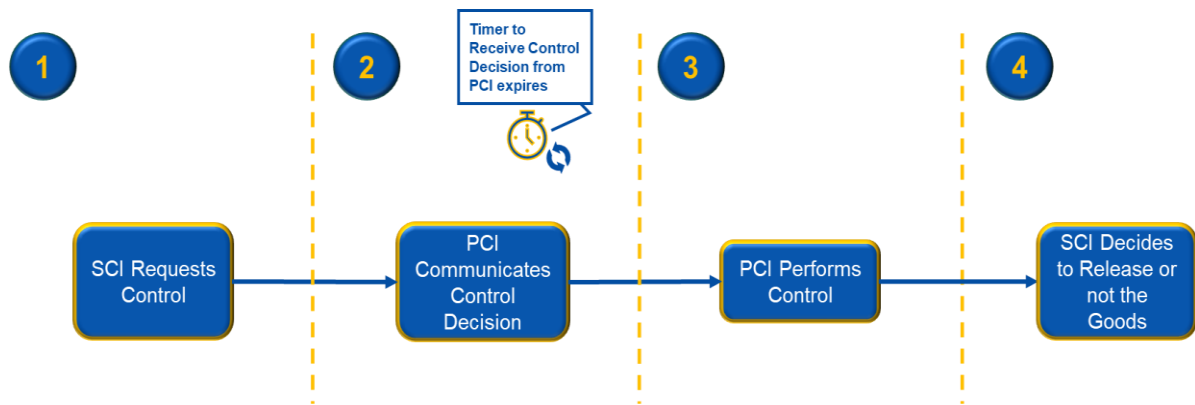 1
2
3
4
Timer to
Receive Control
Decision from
PCI expires
SCI Requests
Control
PCI
Communicates
Control
Decision
PCI Performs
Control
SCI Decides
to Release or
not the
Goods